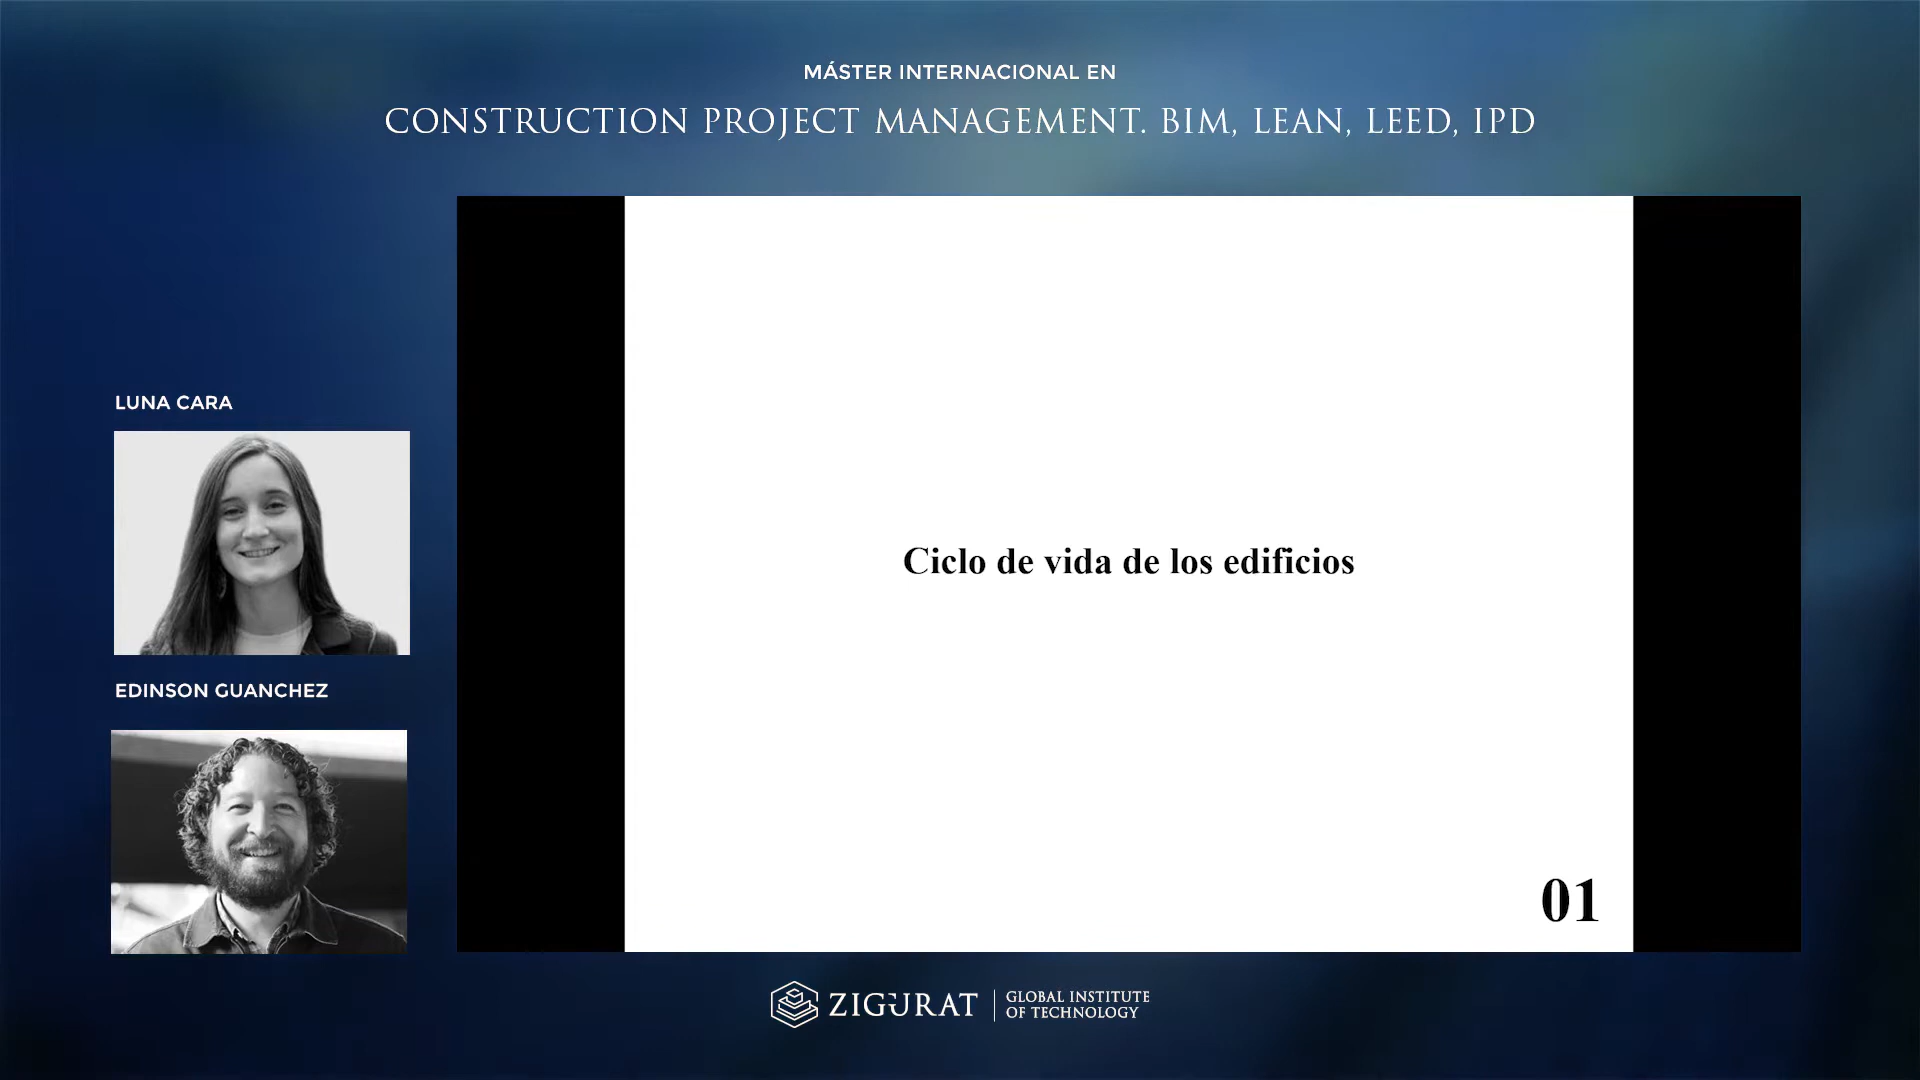 MÁSTER INTERNACIONAL EN
CONSTRUCTION PROJECT MANAGEMENT. BIM, LEAN, LEED, IPD
LUNA CARA
EDINSON GUANCHEZ
Ciclo de vida de los edificios
01
ZIGURAT
GLOBAL INSTITUTE
OF TECHNOLOGY